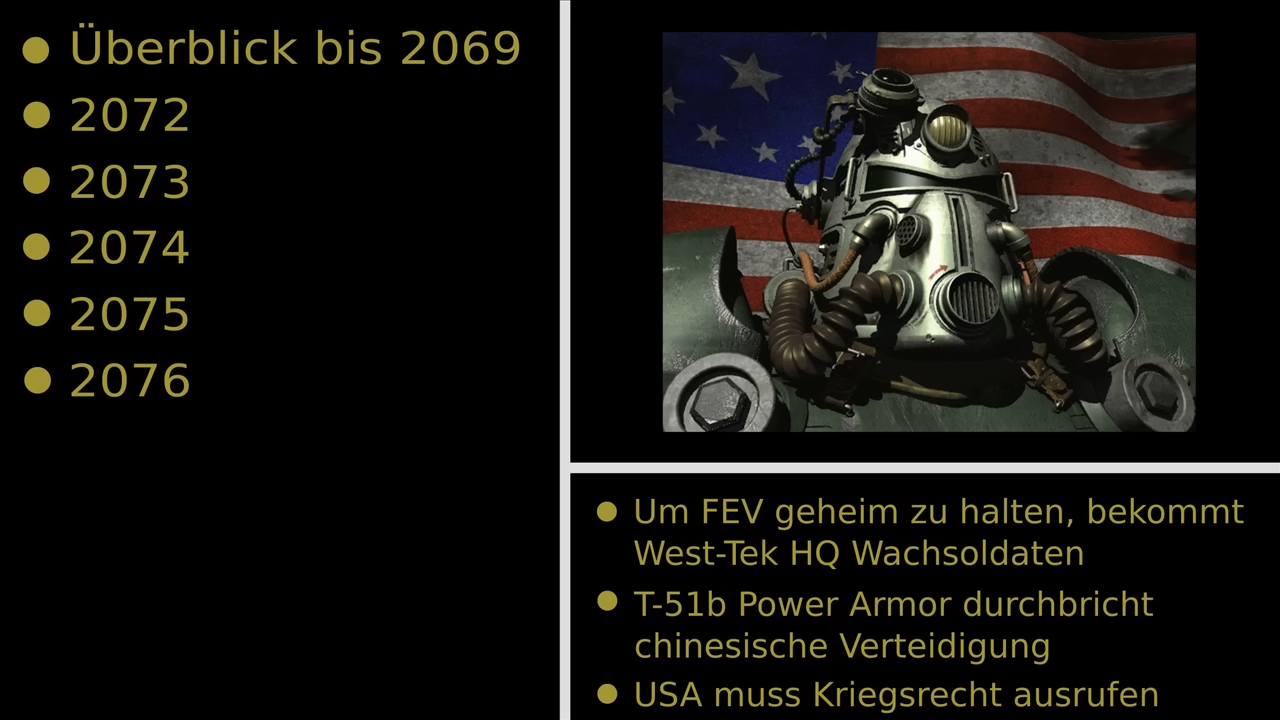 Überblick bis 2069
2072
2073
2074
2075
2076
Um FEV geheim zu halten, bekommt
West-Tek HQ Wachsoldaten
T-51b Power Armor durchbricht
chinesische Verteidigung
USA muss Kriegsrecht ausrufen